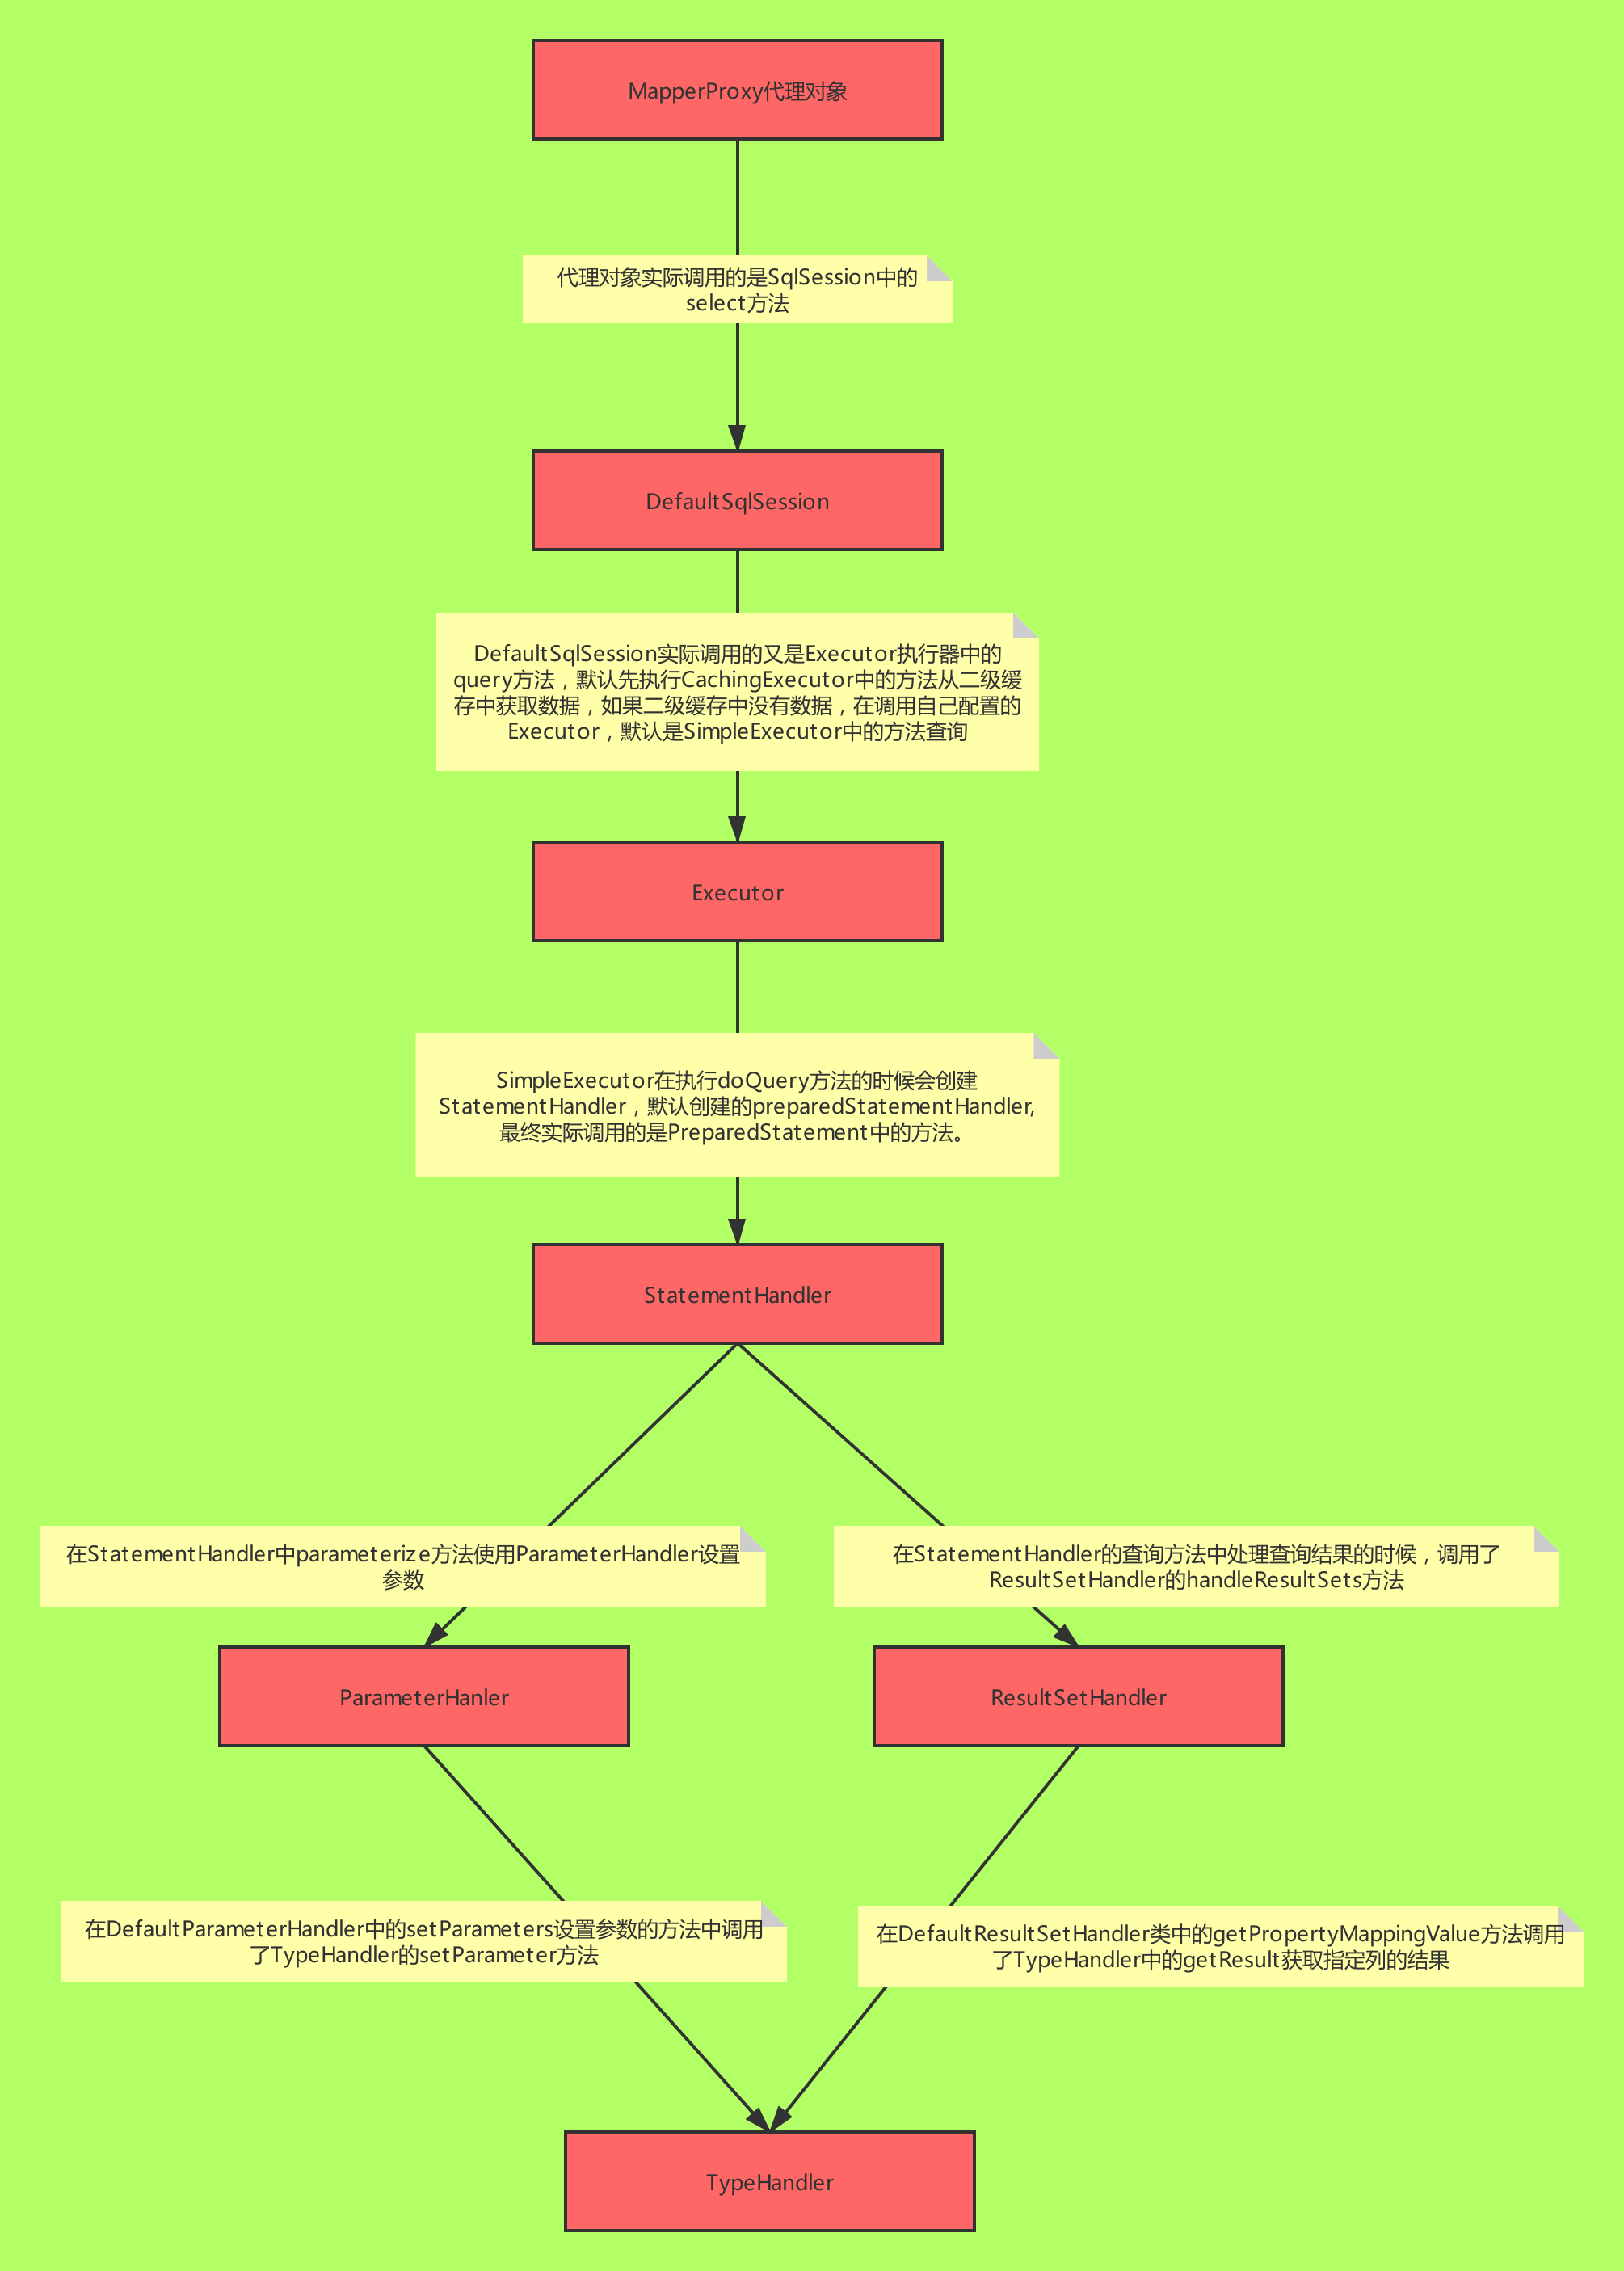 MapperProxy代理对象
代理对象实际调用的是SqlSession中的
select方法
DefaultSqlSession
DefaultSqlSession实际调用的又是Executor执行器中的
query方法，默认先执行CachingExecutor中的方法从二级缓
存中获取数据，如果二级缓存中没有数据，在调用自己配置的
Executor，默认是SimpleExecutor中的方法查询
Executor
SimpleExecutor在执行doQuery方法的时候会创建
StatementHandler，默认创建的preparedStatementHandler,
最终实际调用的是PreparedStatement中的方法。
StatementHandler
在StatementHandler中parameterize方法使用ParameterHandler设置
参数
在StatementHandler的查询方法中处理查询结果的时候，调用了
ResultSetHandler的handleResultSets方法
ParameterHanler
ResultSetHandler
在DefaultParameterHandler中的setParameters设置参数的方法中调用
了TypeHandler的setParameter方法
在DefaultResultSetHandler类中的getPropertyMappingValue方法调用
了TypeHandler中的getResult获取指定列的结果
TypeHandler